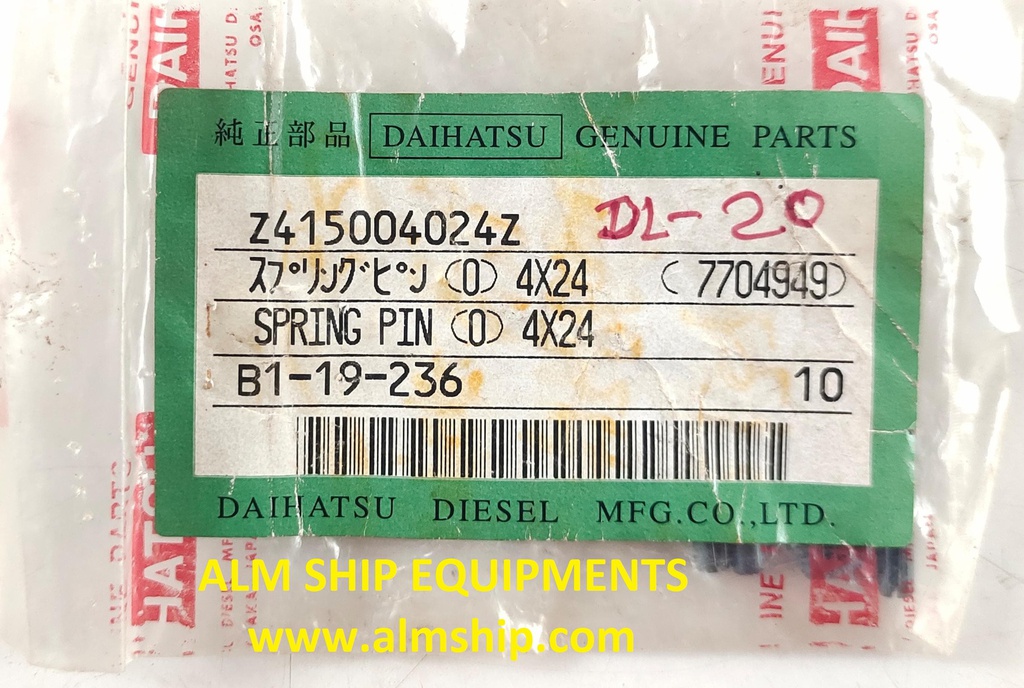 純正部品 DAIHATSU GENUINE PARTS
Z415004024Z DL-20
ｽﾌﾟﾘﾝｸﾞﾋﾟﾝ (O) 4X24 (7704949)
SPRING PIN (O) 4X24
B1-19-236 10
DAIHATSU DIESEL MFG.CO.,LTD.
ALM SHIP EQUIPMENTS
www.almship.com